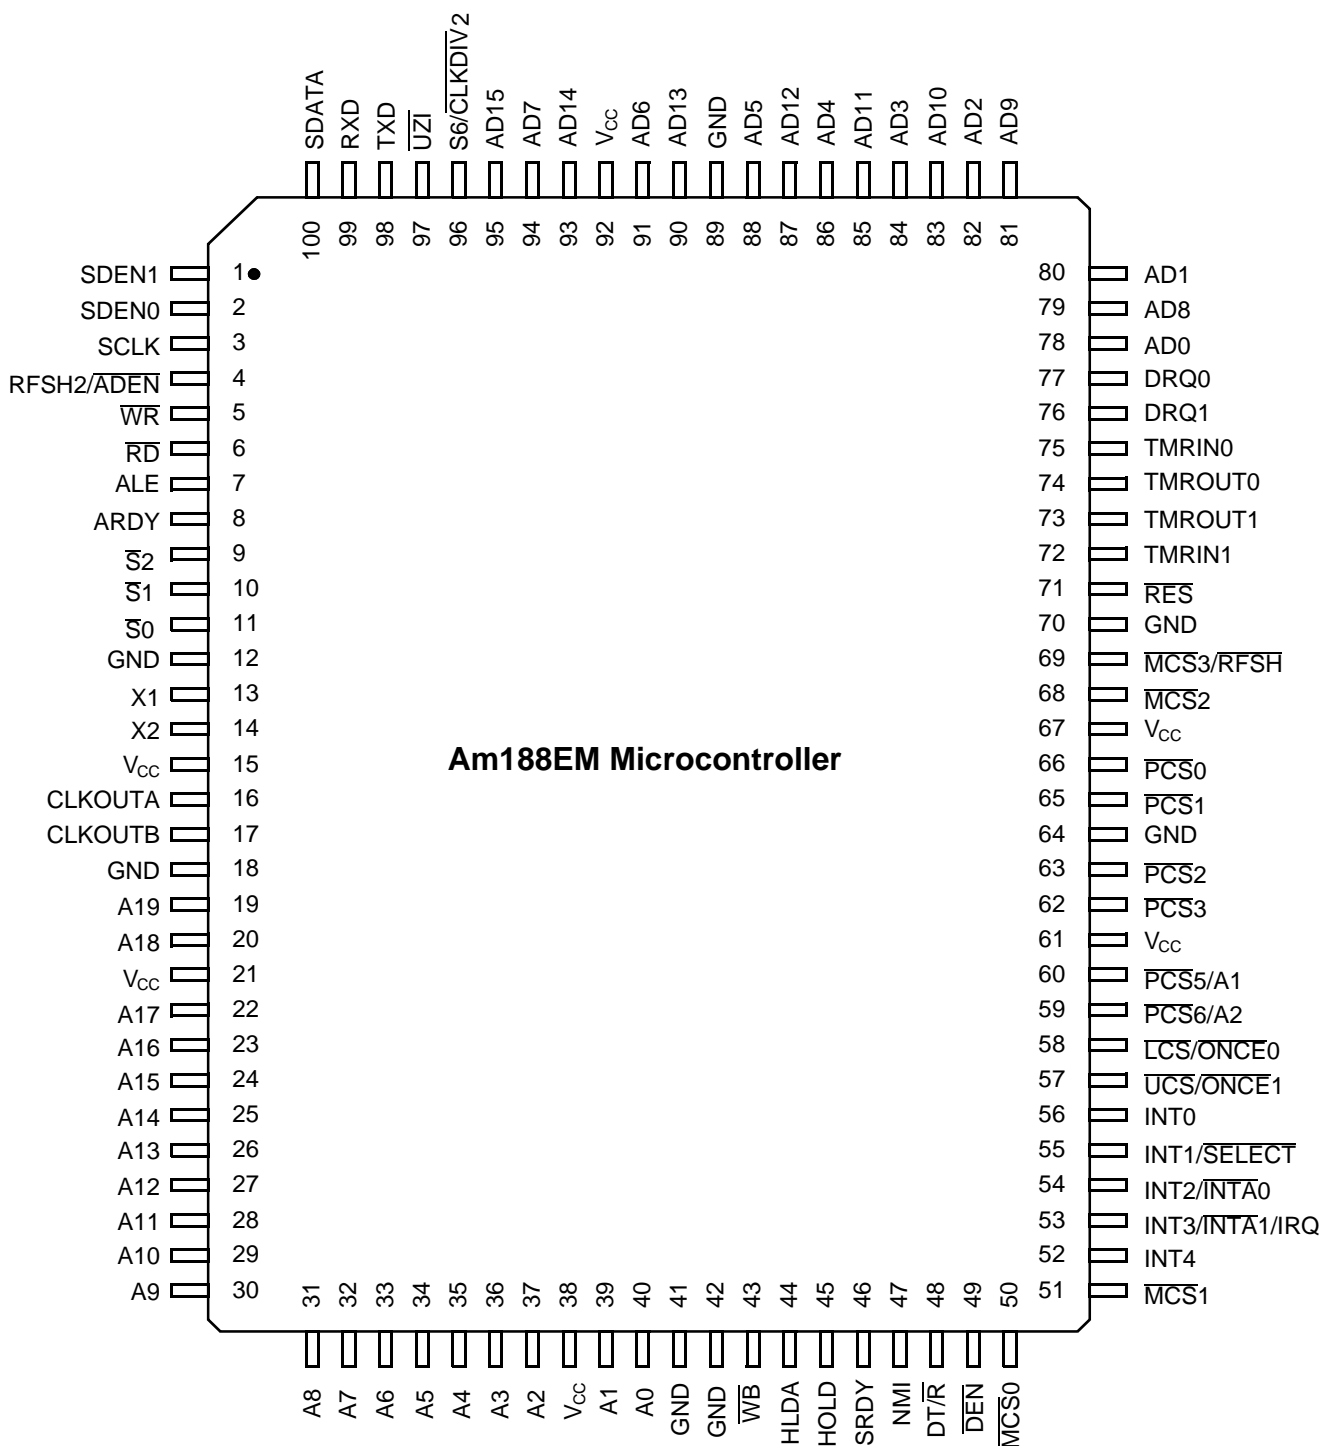 SDATA RXD TXD UZI S6/CLKDIV2 AD15 AD7 AD14 VCC AD6 AD13 GND AD5 AD12 AD4 AD11 AD3 AD10 AD2 AD9
100 99 98 97 96 95 94 93 92 91 90 89 88 87 86 85 84 83 82 81
SDEN1 1 80 AD1
SDEN0 2 79 AD8
SCLK 3 78 AD0
RFSH2/ADEN 4 77 DRQ0
WR 5 76 DRQ1
RD 6 75 TMRIN0
ALE 7 74 TMROUT0
ARDY 8 73 TMROUT1
S2 9 72 TMRIN1
S1 10 71 RES
S0 11 70 GND
GND 12 69 MCS3/RFSH
X1 13 68 MCS2
X2 14 67 VCC
Am188EM Microcontroller
VCC 15 66 PCS0
CLKOUTA 16 65 PCS1
CLKOUTB 17 64 GND
GND 18 63 PCS2
A19 19 62 PCS3
A18 20 61 VCC
VCC 21 60 PCS5/A1
A17 22 59 PCS6/A2
A16 23 58 LCS/ONCE0
A15 24 57 UCS/ONCE1
A14 25 56 INT0
A13 26 55 INT1/SELECT
A12 27 54 INT2/INTA0
A11 28 53 INT3/INTA1/IRQ
A10 29 52 INT4
A9 30 51 MCS1
31 32 33 34 35 36 37 38 39 40 41 42 43 44 45 46 47 48 49 50
A8 A7 A6 A5 A4 A3 A2 VCC A1 A0 GND GND WB HLDA HOLD SRDY NMI DT/R DEN MCS0